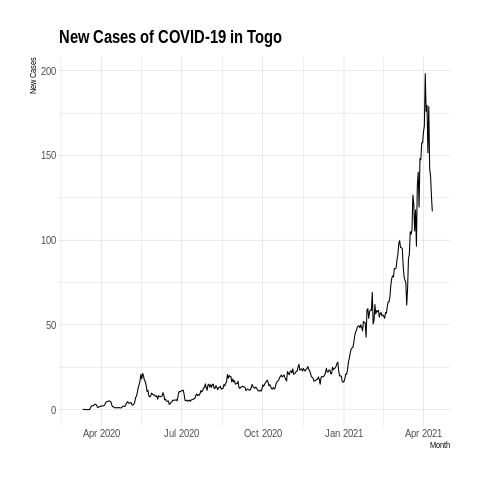 New Cases of COVID-19 in Togo
New Cases
200
150
100
50
0
Apr 2020
Jul 2020
Oct 2020
Jan 2021
Apr 2021
Month